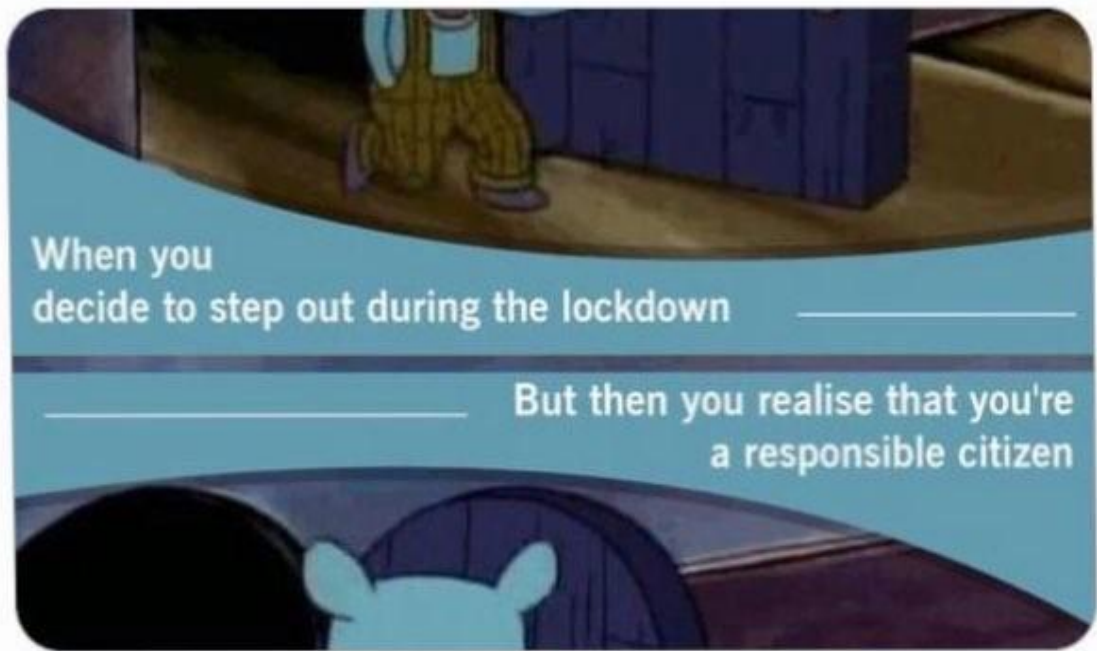 When you
decide to step out during the lockdown
But then you realise that you're
a responsible citizen